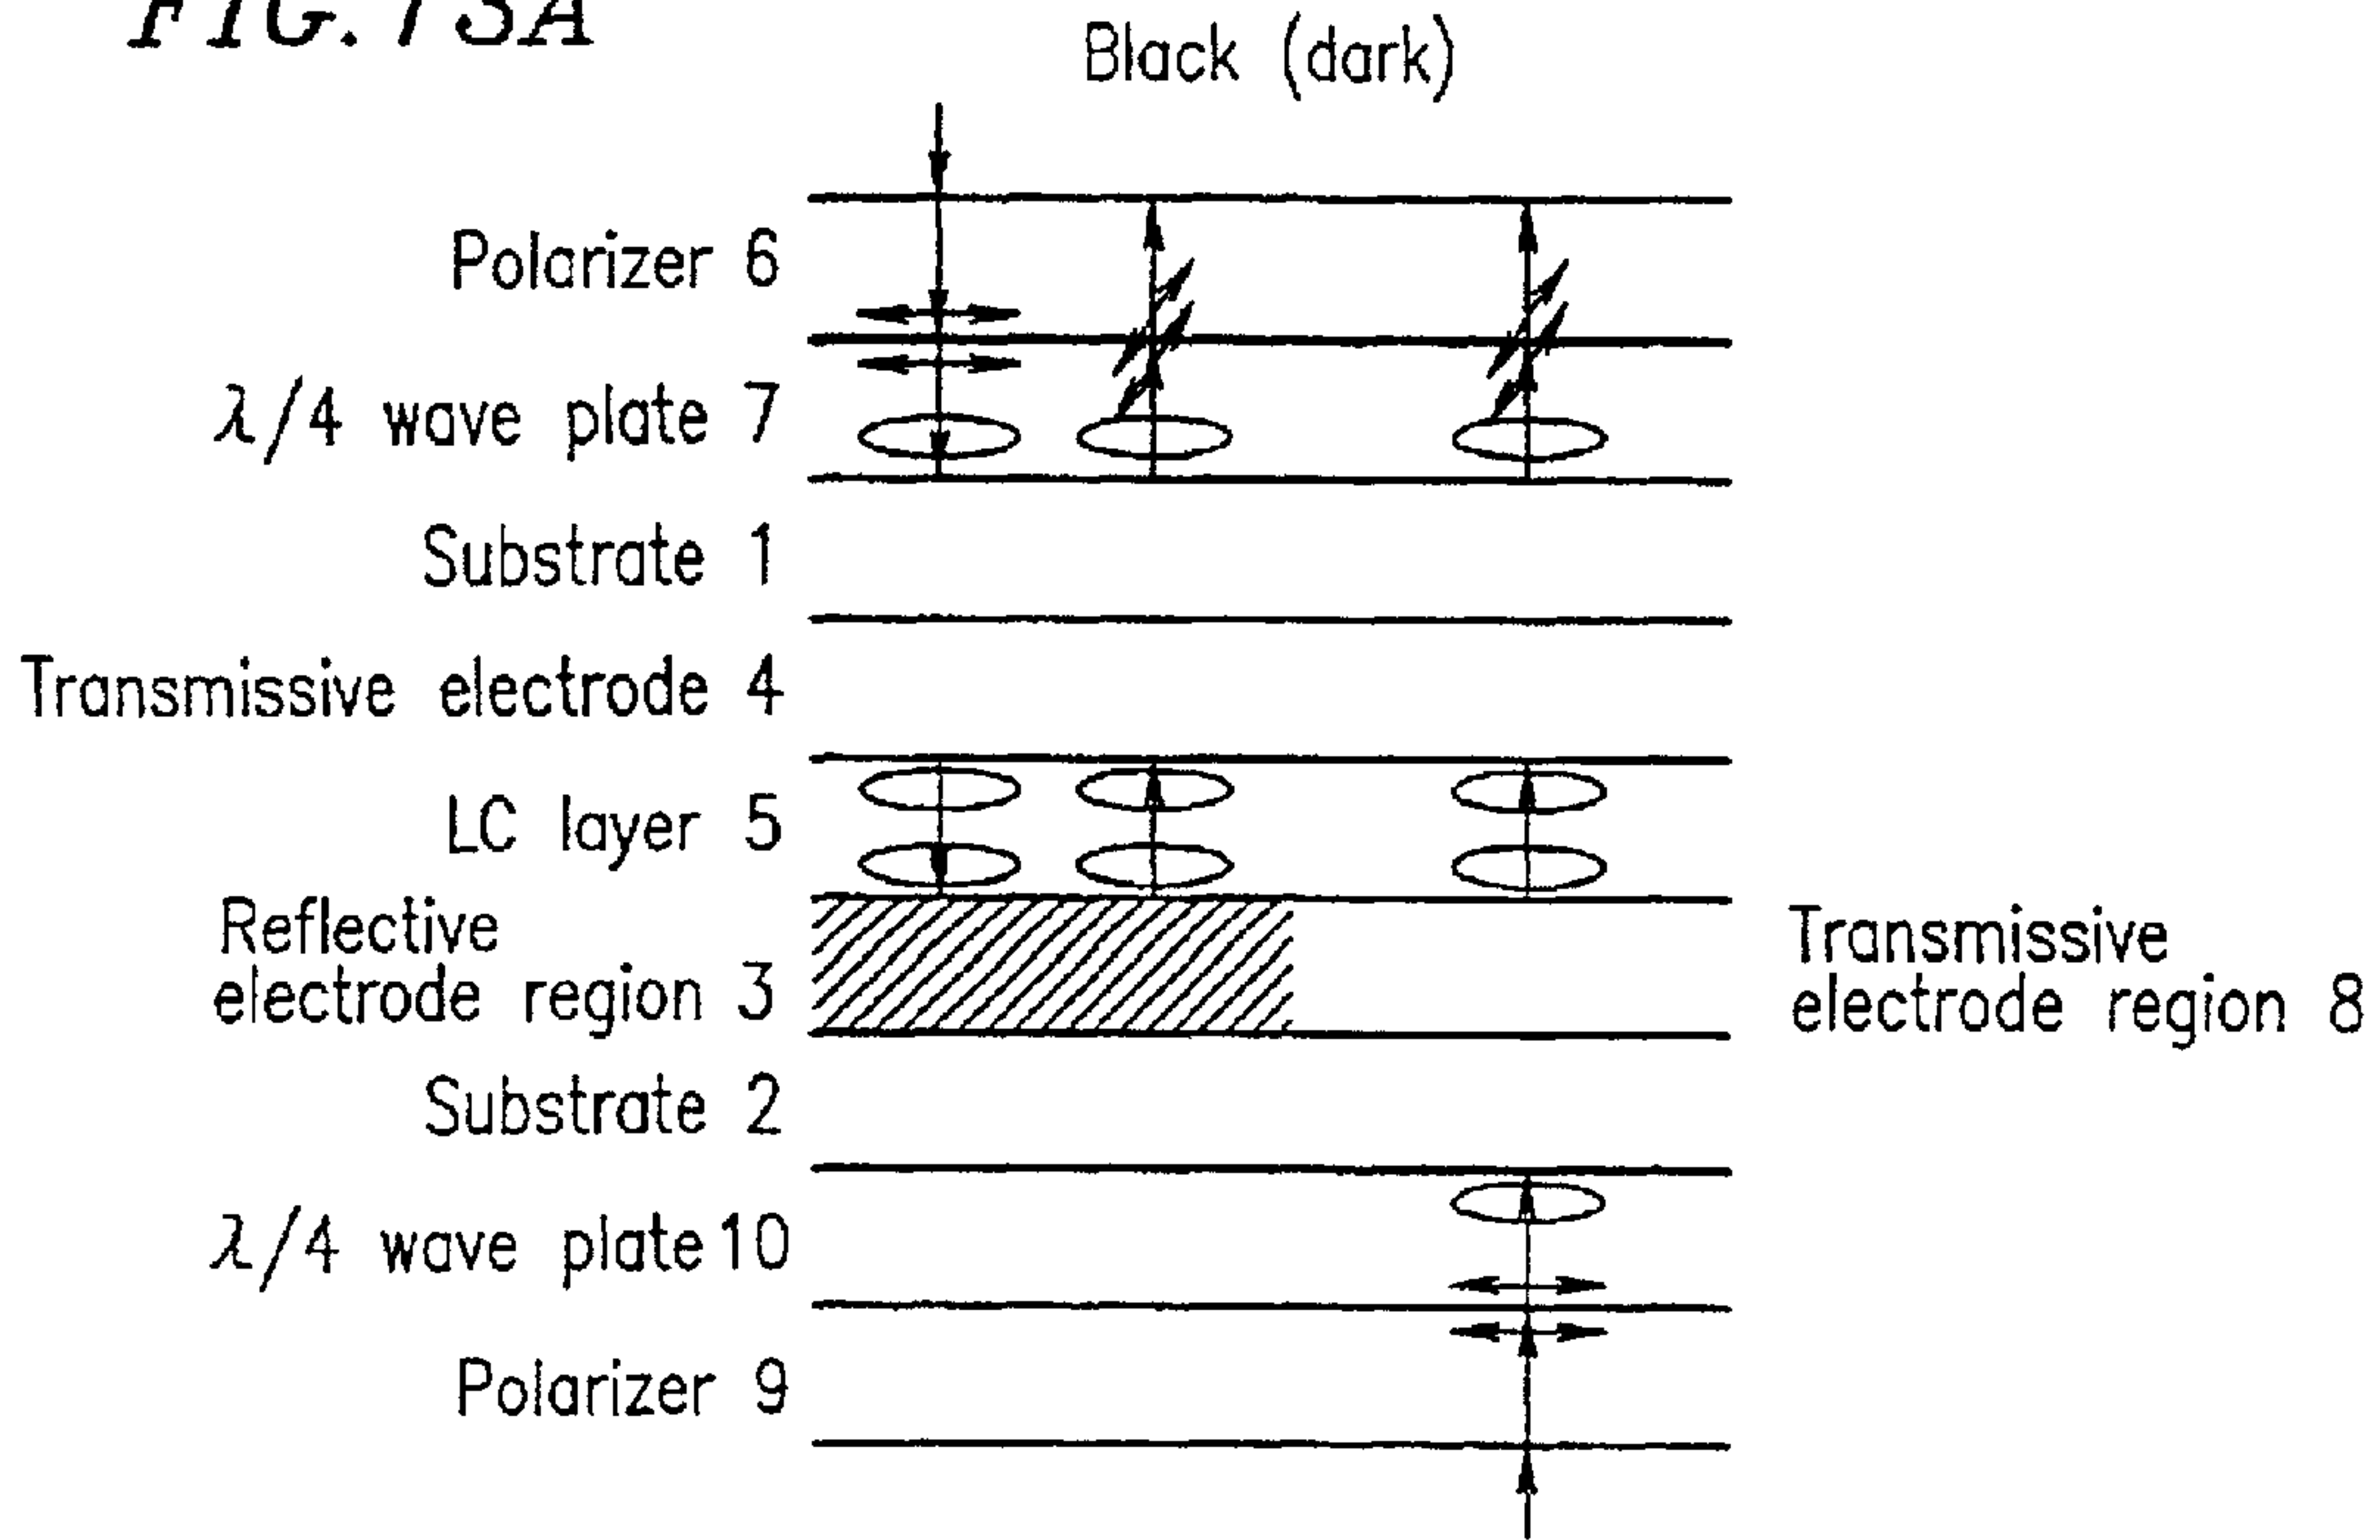 FIG. 13A
Black (dark)
Polarizer 6
λ/4 wave plate 7
Substrate 1
Transmissive electrode 4
LC layer 5
Reflective
electrode region 3
Transmissive
electrode region 8
Substrate 2
λ/4 wave plate 10
Polarizer 9